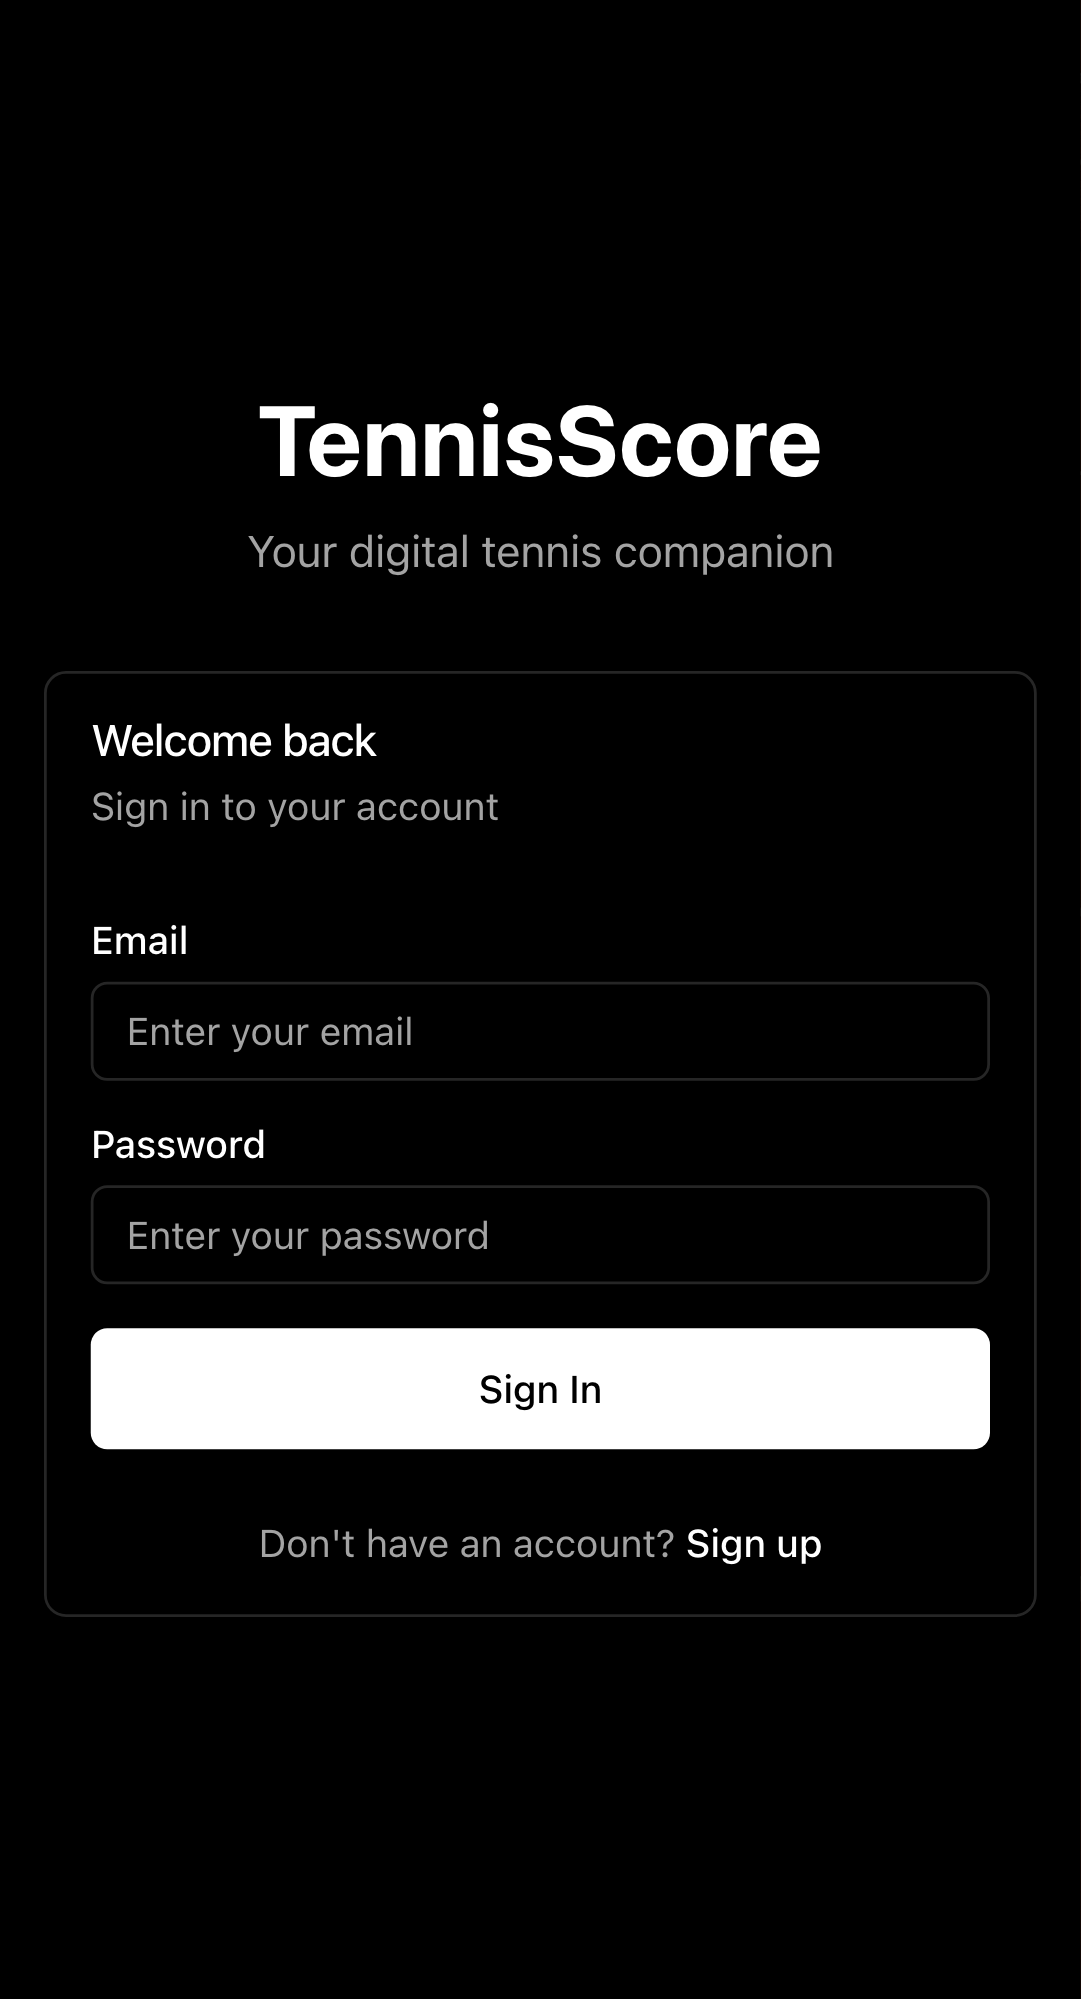 TennisScore
Your digital tennis companion
Welcome back
Sign in to your account
Email
Enter your email
Password
Enter your password
Sign In
Don't have an account? Sign up